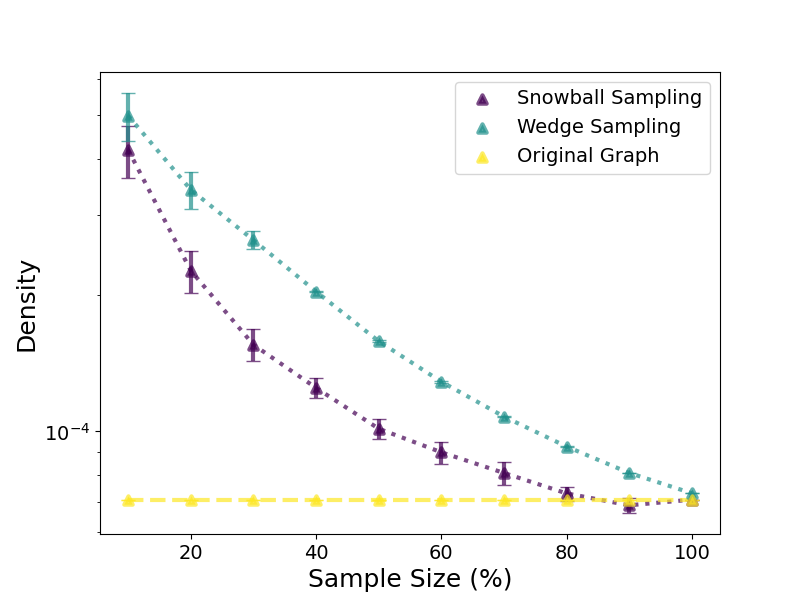 Snowball Sampling
Wedge Sampling
Original Graph
Density
10⁻⁴
20 40 60 80 100
Sample Size (%)